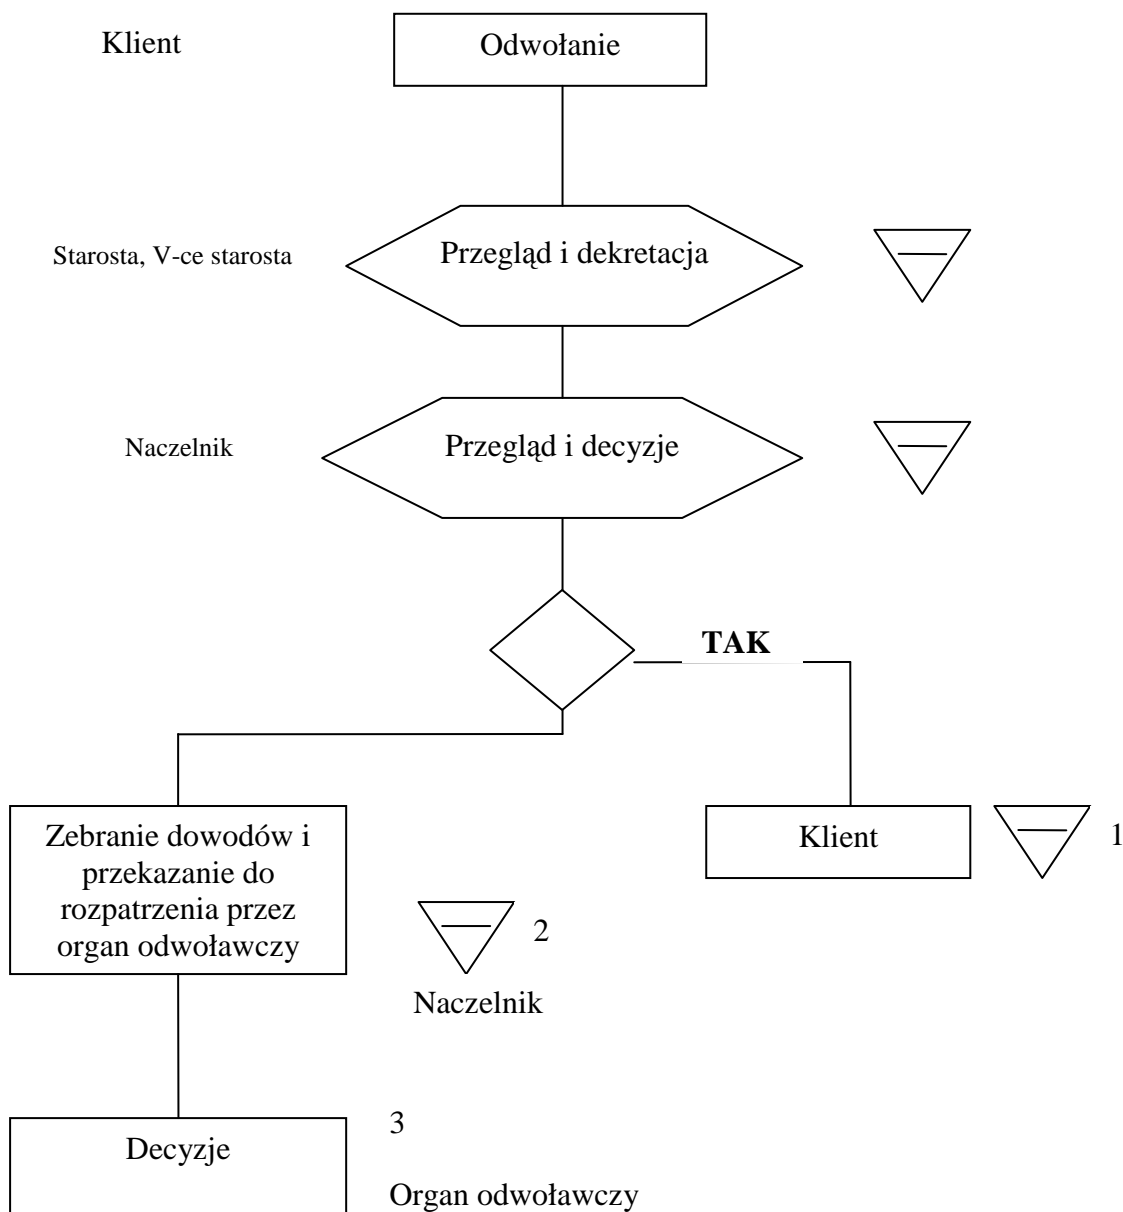 Klient
Odwołanie
Starosta, V-ce starosta
Przegląd i dekretacja
Naczelnik
Przegląd i decyzje
TAK
Zebranie dowodów i
przekazanie do
rozpatrzenia przez
organ odwoławczy
2
Naczelnik
Klient
1
Decyzje
3
Organ odwoławczy